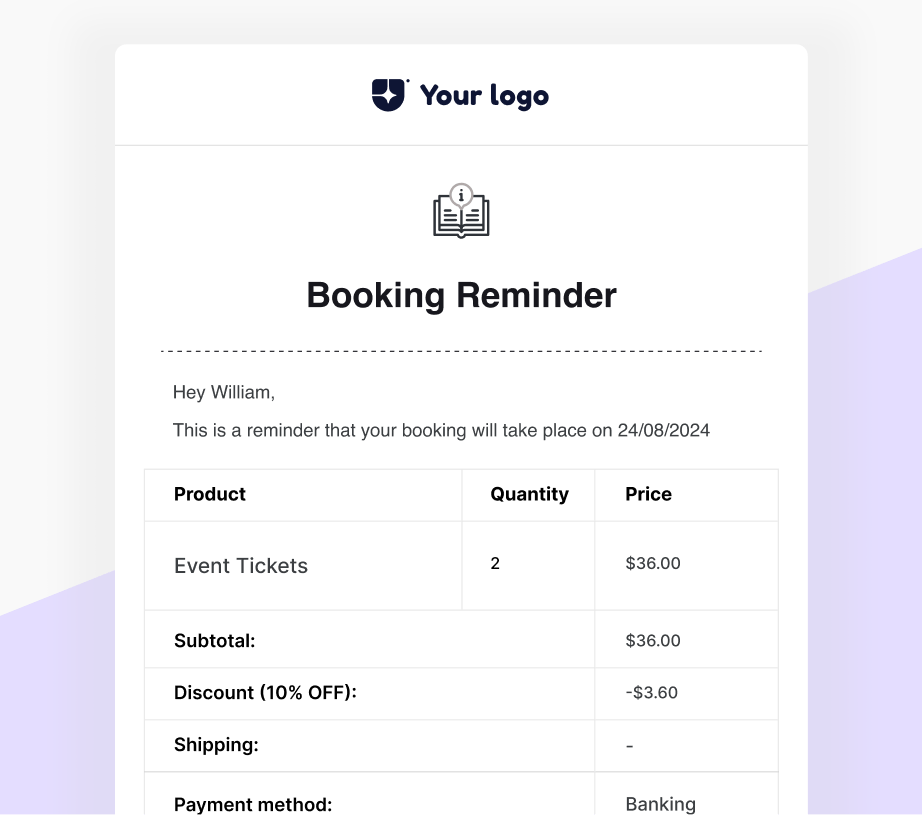 Your logo
i
Booking Reminder
Hey William,
This is a reminder that your booking will take place on 24/08/2024
Product Quantity Price
Event Tickets 2 $36.00
Subtotal: $36.00
Discount (10% OFF): -$3.60
Shipping: -
Payment method: Banking